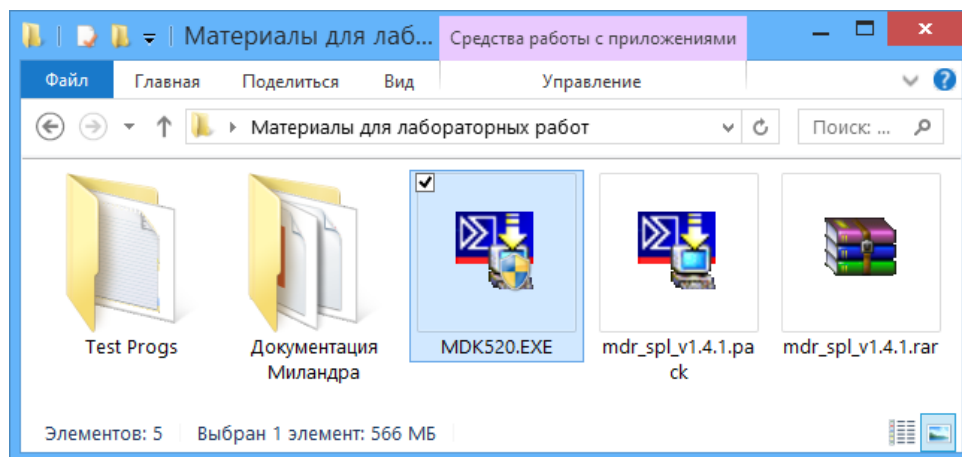 Материалы для лаб...
Средства работы с приложениями
Файл Главная Поделиться Вид Управление
Материалы для лабораторных работ
Поиск: ...
Test Progs
Документация
Миландра
MDK520.EXE
mdr_spl_v1.4.1.pa
ck
mdr_spl_v1.4.1.rar
Элементов: 5 Выбран 1 элемент: 566 МБ